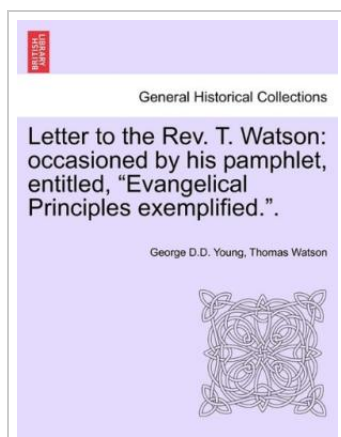 BRITISH
LIBRARY
General Historical Collections
Letter to the Rev. T. Watson:
occasioned by his pamphlet,
entitled, “Evangelical
Principles exemplified.”.
George D.D. Young, Thomas Watson